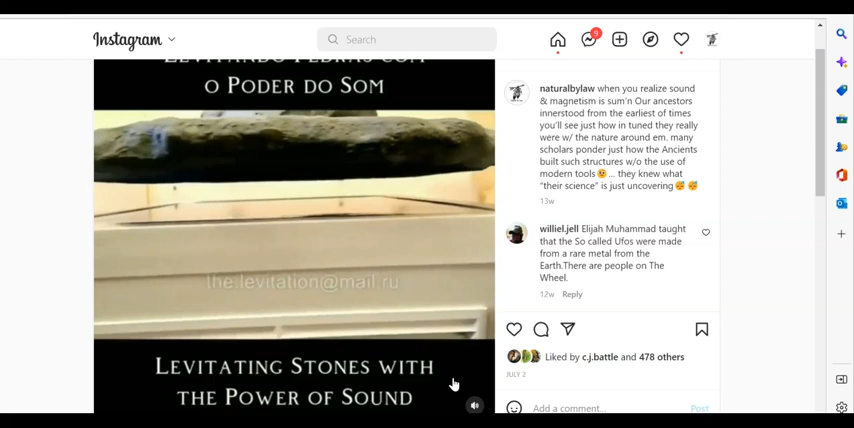 Instagram
Search
9
LEVITANDO PEDRAS COM
O PODER DO SOM
the.levitation@mail.ru
LEVITATING STONES WITH
THE POWER OF SOUND
naturalbylaw when you realize sound
& magnetism is sum'n Our ancestors
innerstood from the earliest of times
you'll see just how in tuned they really
were w/ the nature around em. many
scholars ponder just how the Ancients
built such structures w/o the use of
modern tools😕... they knew what
"their science" is just uncovering😴 😴
13w
williel.jell Elijah Muhammad taught
that the So called Ufos were made
from a rare metal from the
Earth.There are people on The
Wheel.
12w Reply
Liked by c.j.battle and 478 others
JULY 2
Add a comment...
Post